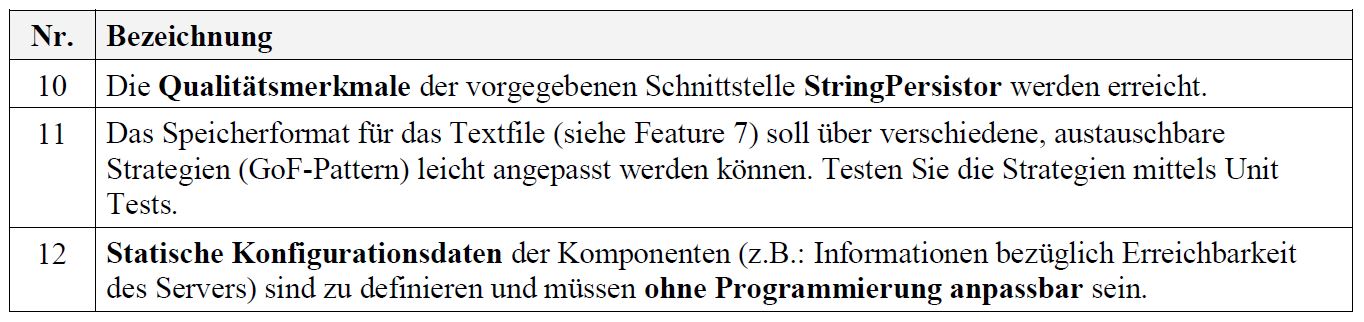 Nr. Bezeichnung
10 Die Qualitätsmerkmale der vorgegebenen Schnittstelle StringPersistor werden erreicht.
11 Das Speicherformat für das Textfile (siehe Feature 7) soll über verschiedene, austauschbare
Strategien (GoF-Pattern) leicht angepasst werden können. Testen Sie die Strategien mittels Unit
Tests.
12 Statische Konfigurationsdaten der Komponenten (z.B.: Informationen bezüglich Erreichbarkeit
des Servers) sind zu definieren und müssen ohne Programmierung anpassbar sein.